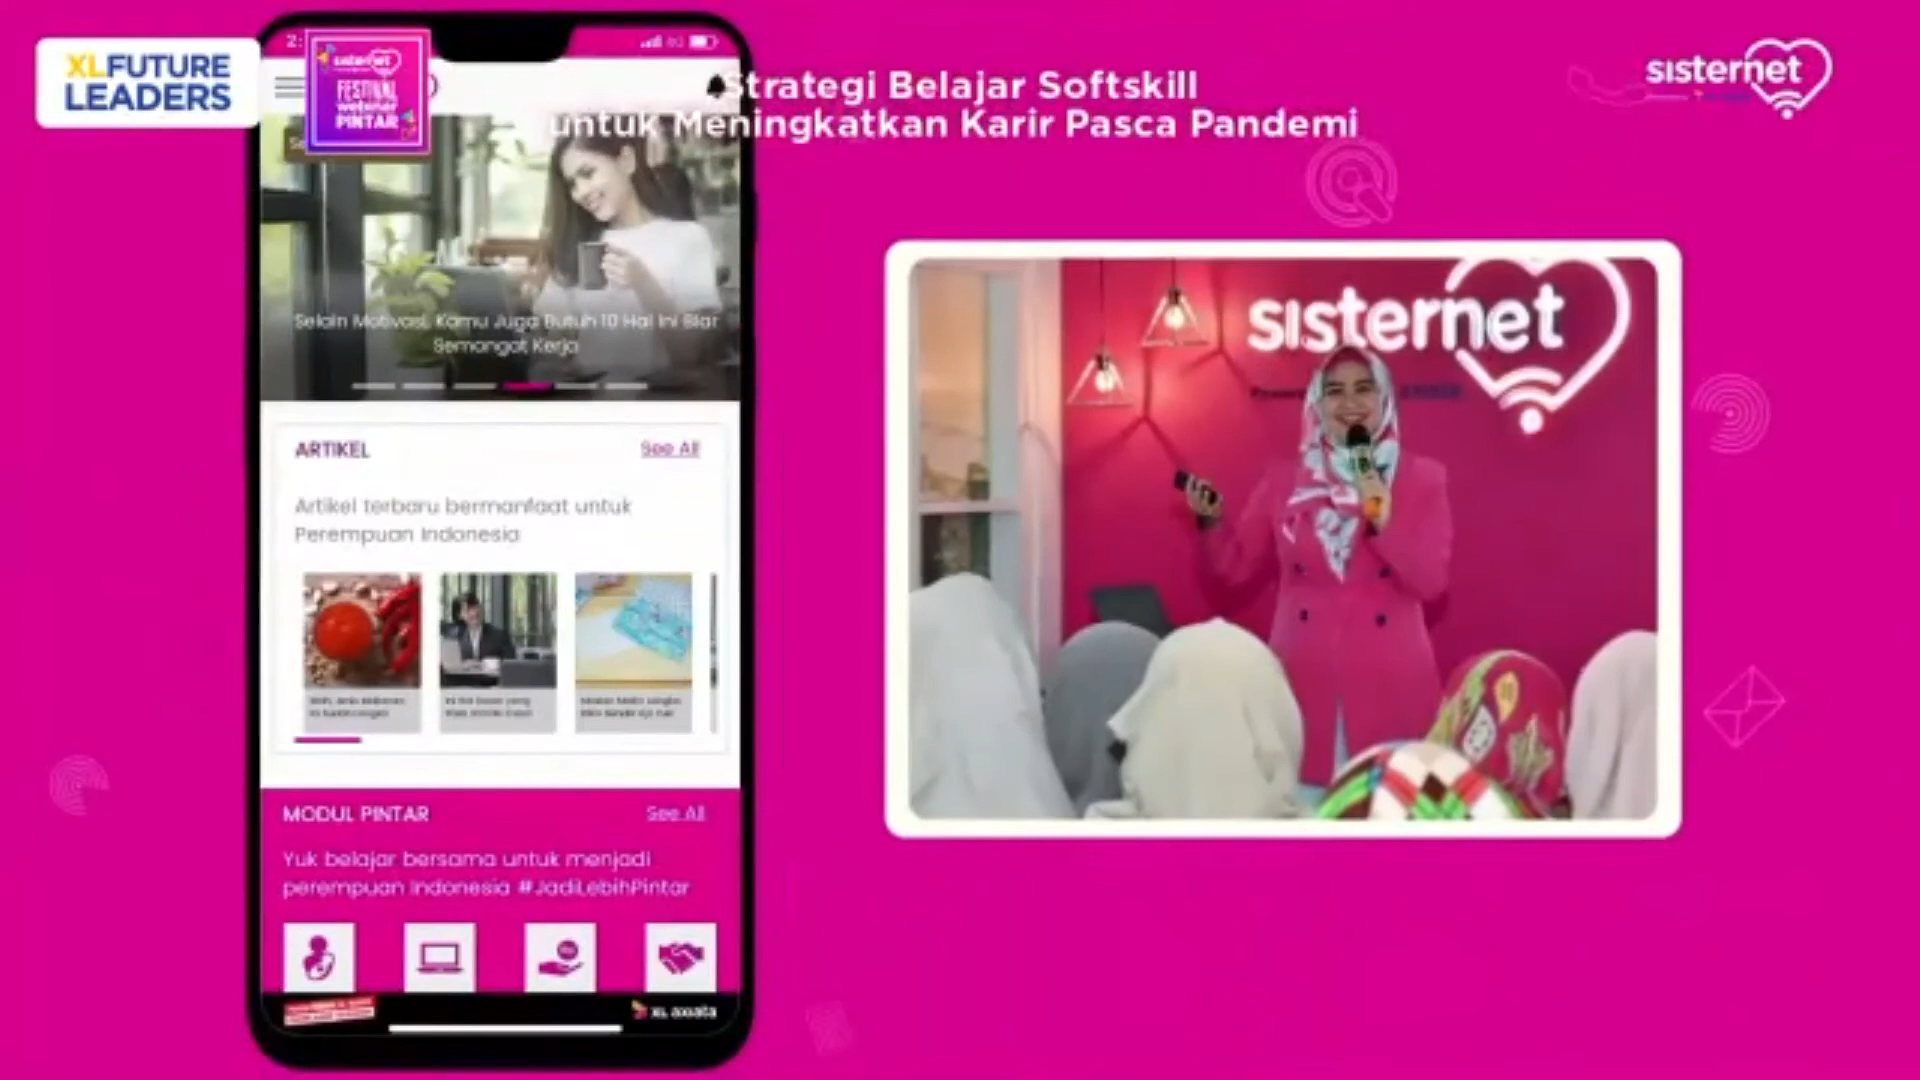 XLFUTURE
LEADERS
sisternet
FESTIVAL
webinar
PINTAR
Strategi Belajar Softskill
untuk Meningkatkan Karir Pasca Pandemi
sisternet
Selain Motivasi, Kamu Juga Butuh 10 Hal Ini Biar
Semangat Kerja
ARTIKEL
See All
Artikel terbaru bermanfaat untuk
Perempuan Indonesia
MODUL PINTAR
See All
Yuk belajar bersama untuk menjadi
perempuan Indonesia #JadiLebihPintar
XL axiata
sisternet